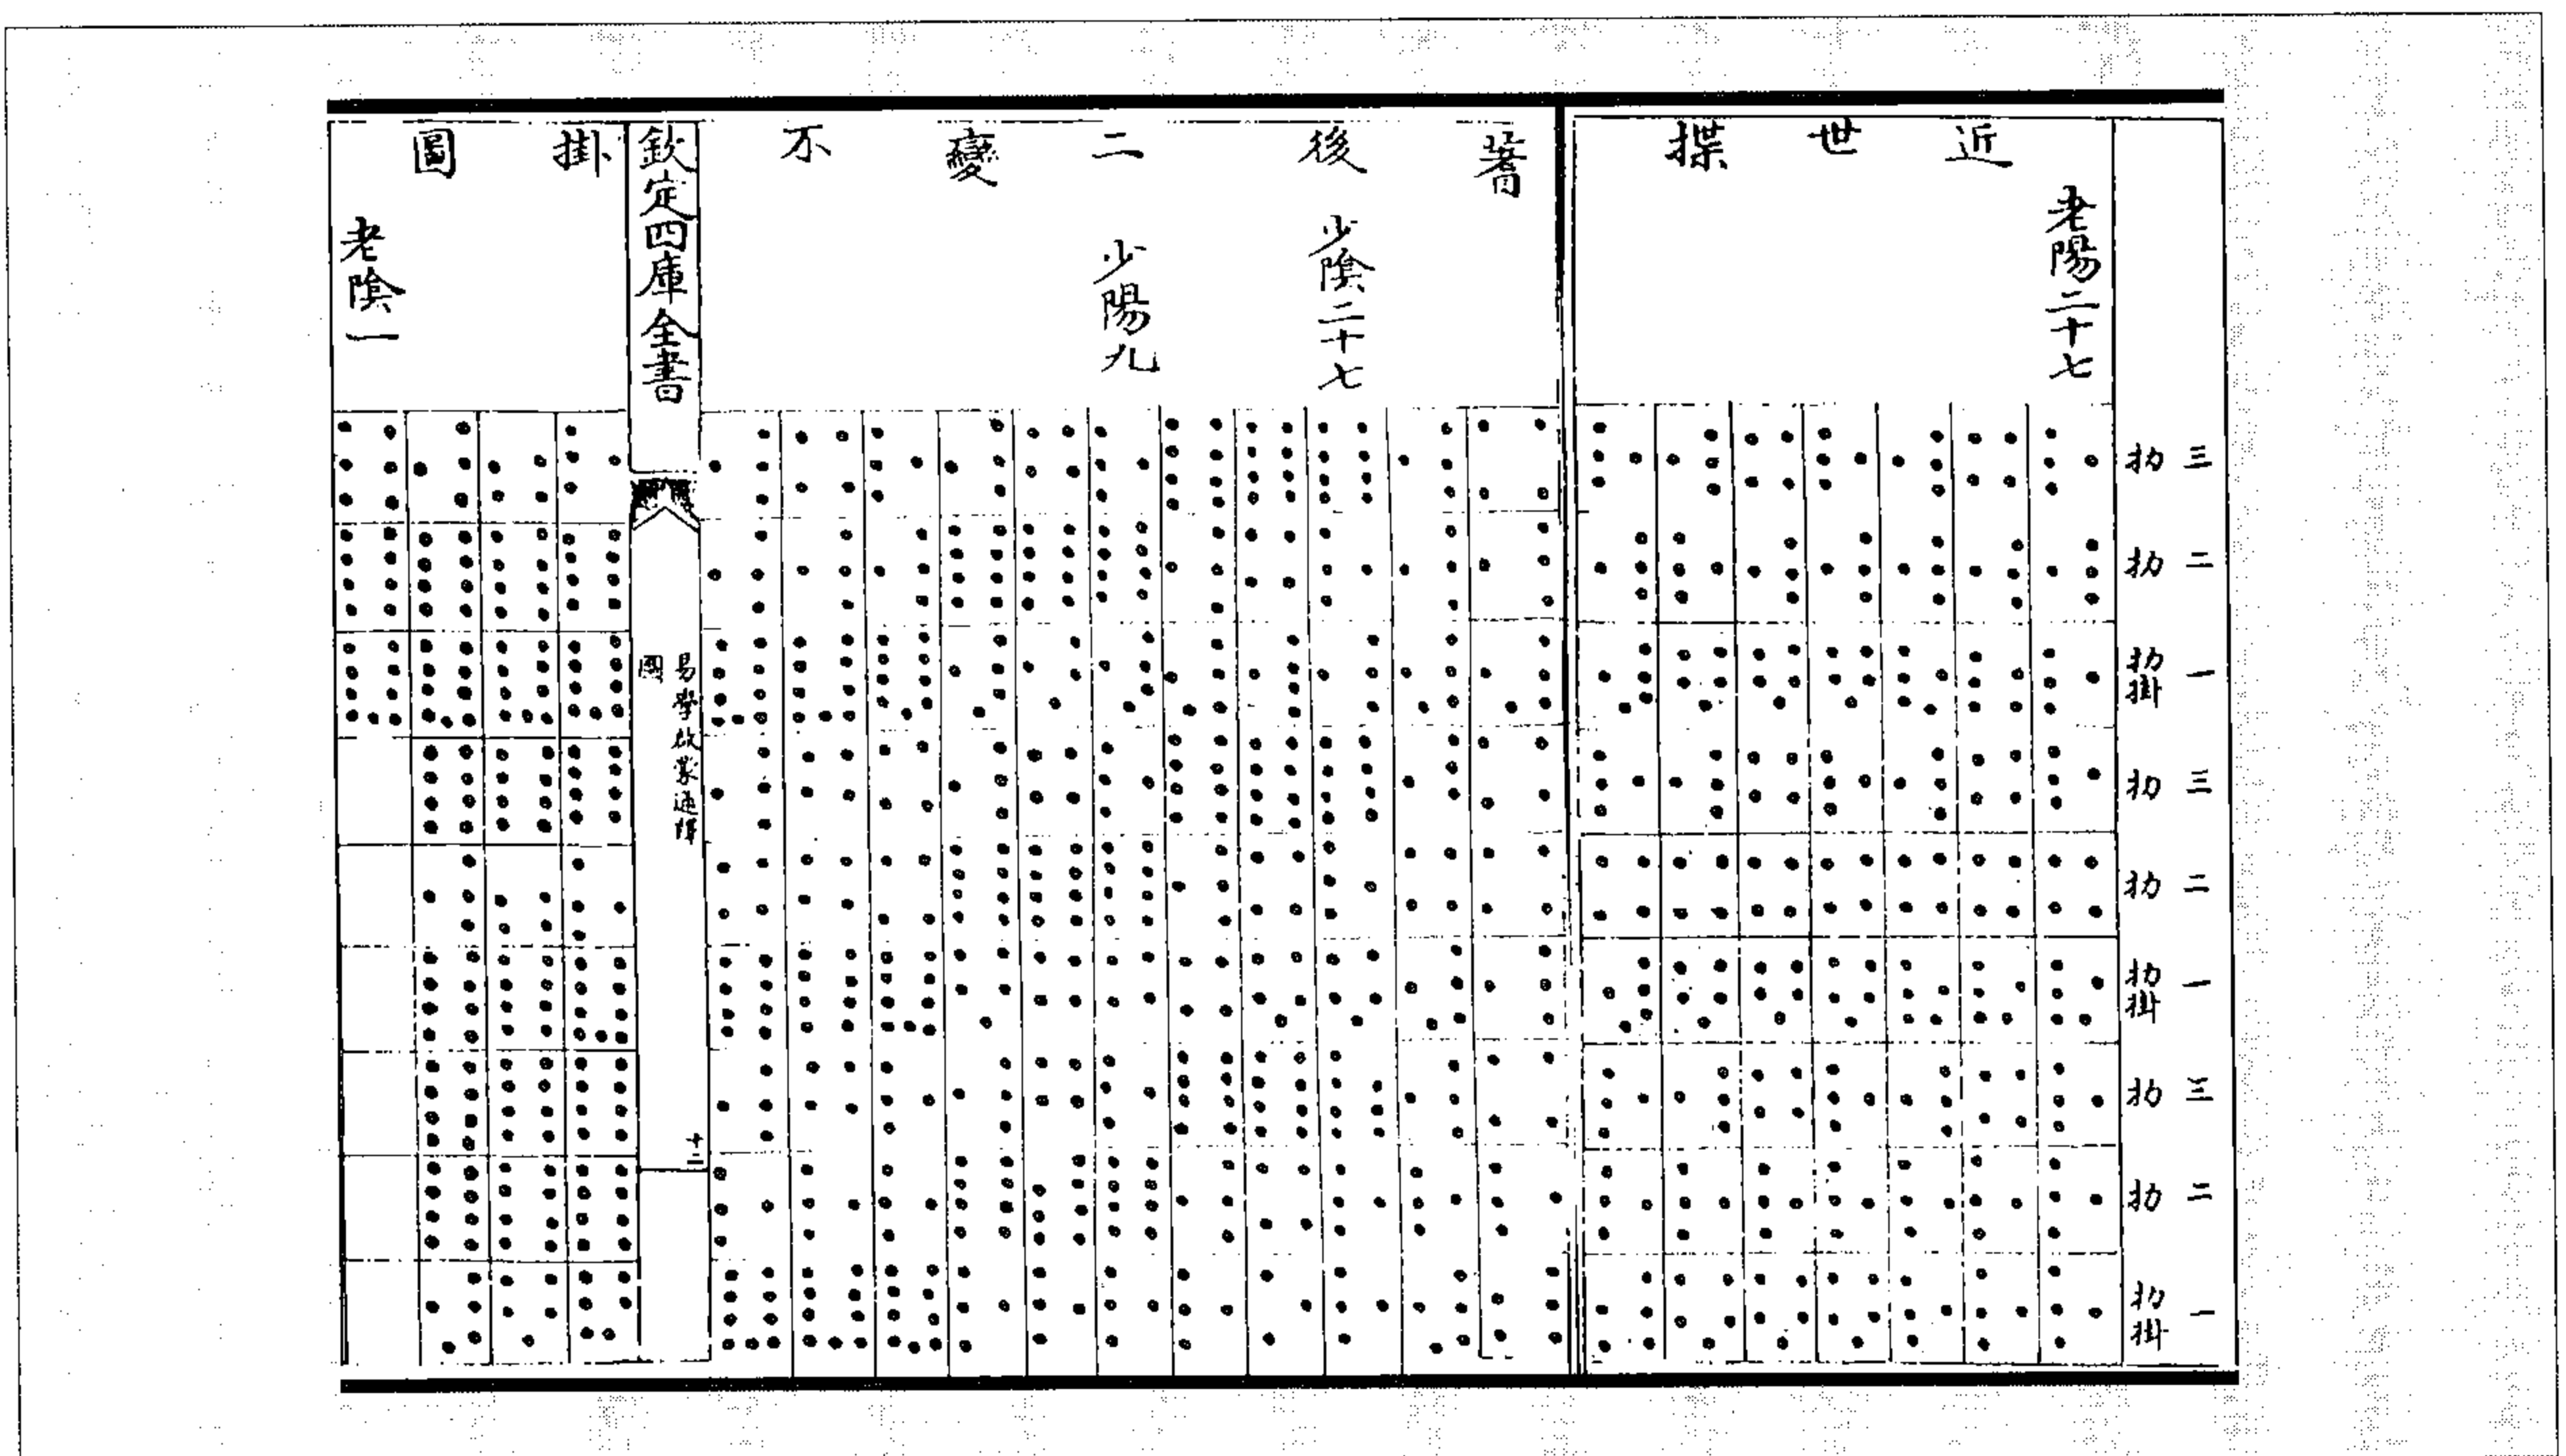 近世揲蓍後二變不掛圖
老陽二十七
少陰二十七
少陽九
老陰一
三扐
二扐
一扐掛
三扐
二扐
一扐掛
三扐
二扐
一扐掛
欽定四庫全書
易學啟蒙通釋
圖
十二